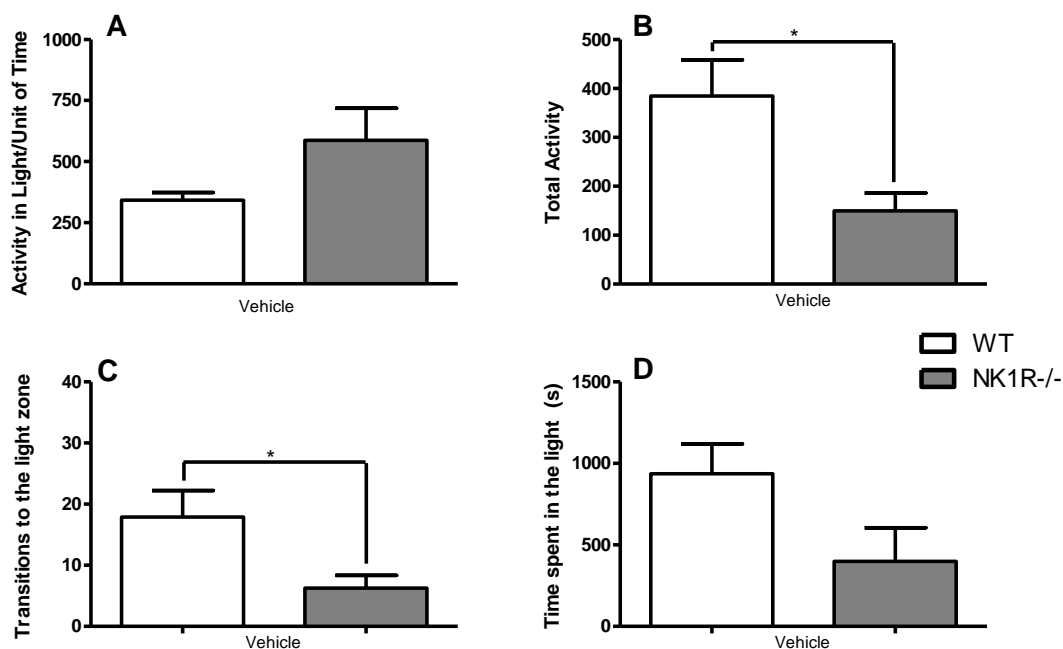 A
Activity in Light/Unit of Time
1000
750
500
250
0
Vehicle
B
*
Total Activity
500
400
300
200
100
0
Vehicle
WT
NK1R-/-
C
*
Transitions to the light zone
40
30
20
10
0
Vehicle
D
Time spent in the light (s)
1500
1000
500
0
Vehicle